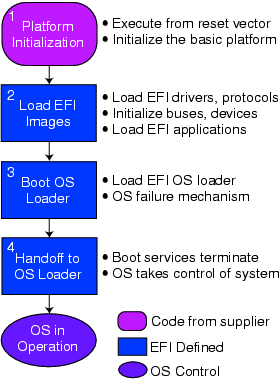 1
Platform
Initialization
• Execute from reset vector
• Initialize the basic platform
2
Load EFI
Images
• Load EFI drivers, protocols
• Initialize buses, devices
• Load EFI applications
3
Boot OS
Loader
• Load EFI OS loader
• OS failure mechanism
4
Handoff to
OS Loader
• Boot services terminate
• OS takes control of system
OS in
Operation
Code from supplier
EFI Defined
OS Control